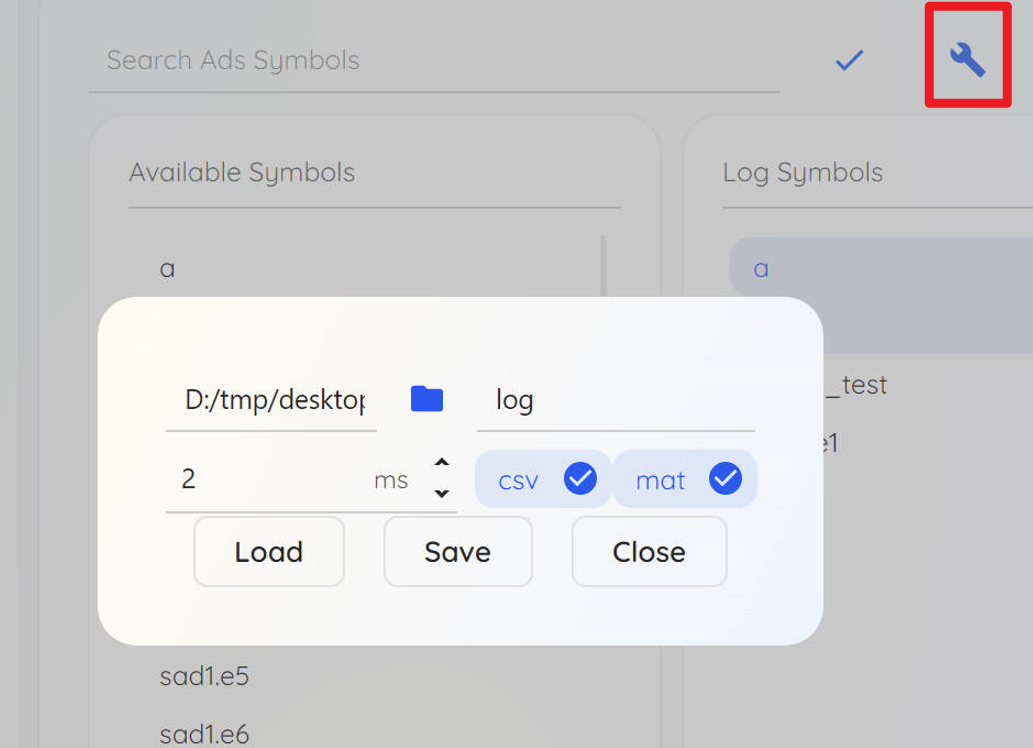 Search Ads Symbols
Available Symbols
Log Symbols
a
a
_test
D:/tmp/desktop
log
2
ms
csv
mat
Load
Save
Close
sad1.e5
sad1.e6